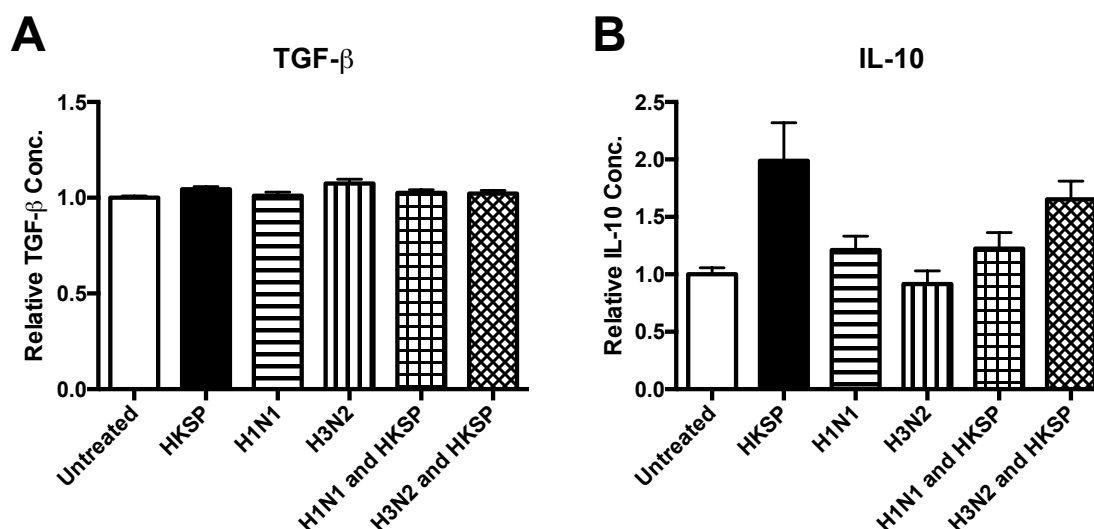 A
TGF-β
Relative TGF-β Conc.
1.5
1.0
0.5
0.0
Untreated
HKSP
H1N1
H3N2
H1N1 and HKSP
H3N2 and HKSP
B
IL-10
Relative IL-10 Conc.
2.5
2.0
1.5
1.0
0.5
0.0
Untreated
HKSP
H1N1
H3N2
H1N1 and HKSP
H3N2 and HKSP